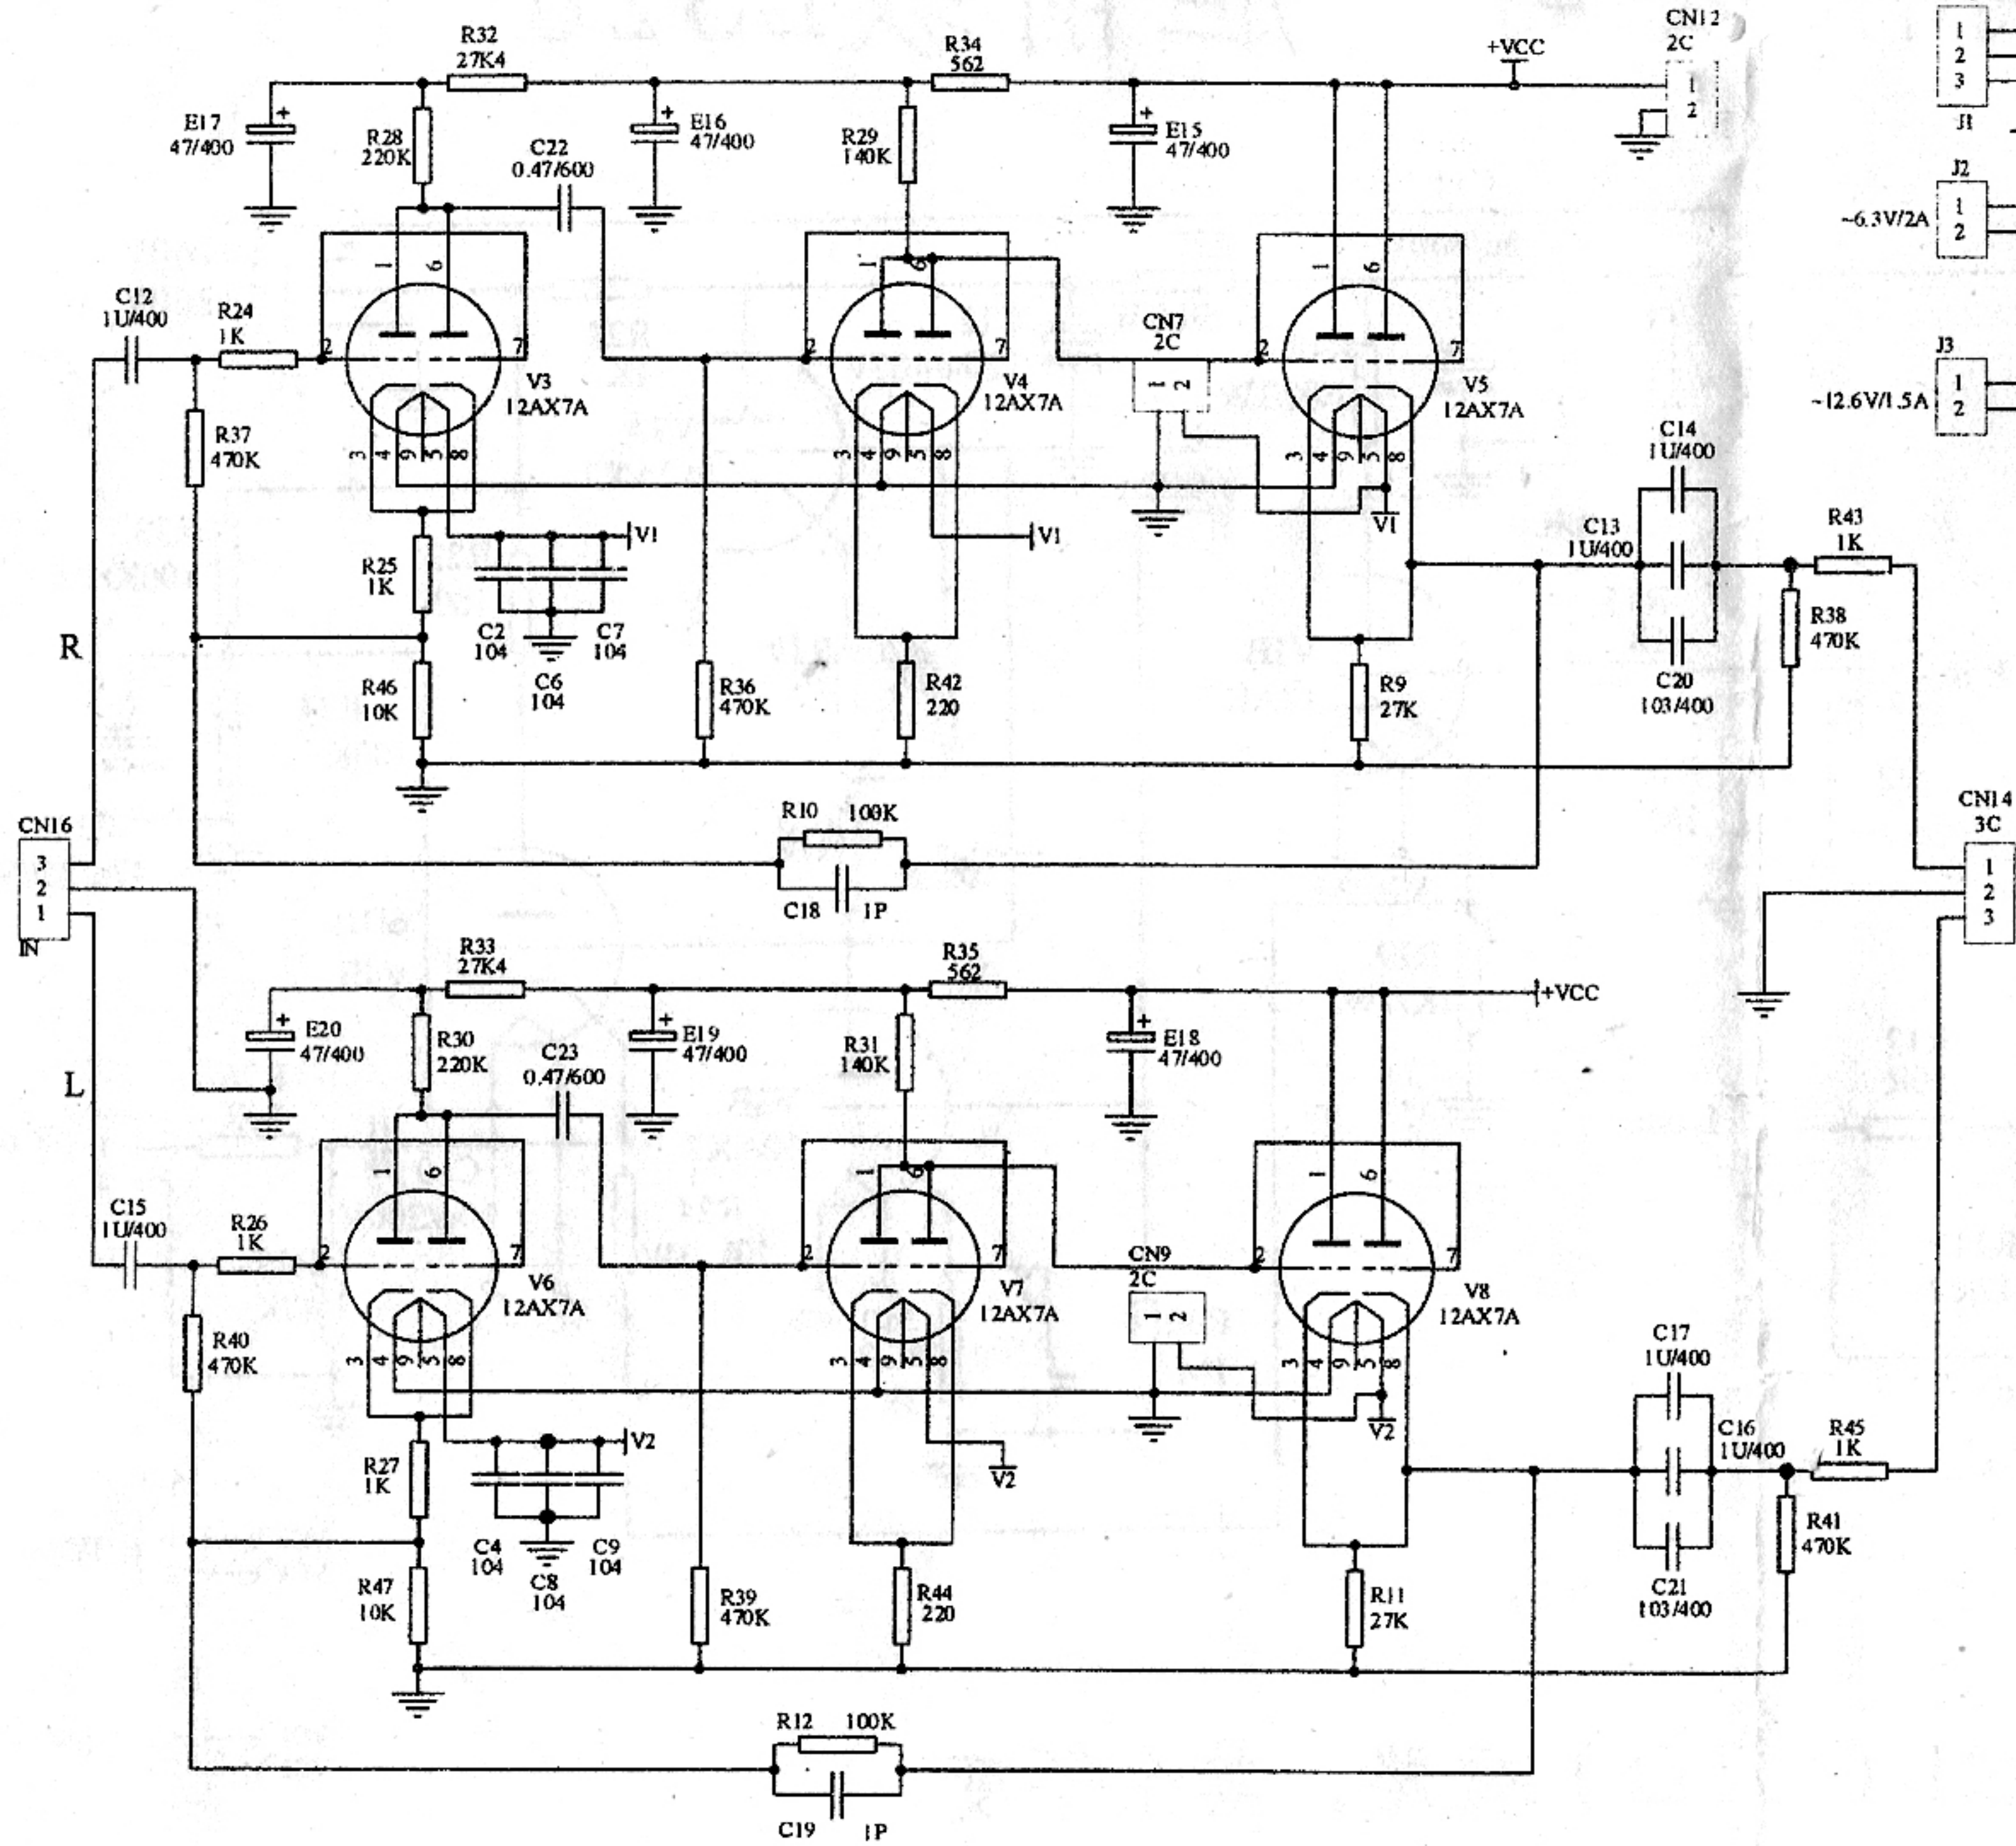 R32
27K4
R34
562
+VCC
CN12
2C
1
2
1
2
3
J1
E17
47/400
R28
220K
C22
0.47/600
E16
47/400
R29
140K
E15
47/400
J2
~6.3V/2A
1
2
1
6
1
6
1
6
C12
1U/400
R24
1K
2
7
V3
12AX7A
2
7
V4
12AX7A
CN7
2C
1
2
2
7
V5
12AX7A
J3
~12.6V/1.5A
1
2
R37
470K
3
4
9
5
8
3
4
9
5
8
3
4
9
5
8
C14
1U/400
V1
V1
V1
C13
1U/400
R43
1K
R25
1K
C2
104
C7
104
C6
104
R
R46
10K
R36
470K
R42
220
R9
27K
C20
103/400
R38
470K
CN16
3
2
1
IN
R10
100K
C18
1P
CN14
3C
1
2
3
R33
27K4
R35
562
+VCC
E20
47/400
R30
220K
C23
0.47/600
E19
47/400
R31
140K
E18
47/400
L
1
6
1
6
1
6
C15
1U/400
R26
1K
2
7
V6
12AX7A
2
7
V7
12AX7A
CN9
2C
1
2
2
7
V8
12AX7A
R40
470K
3
4
9
5
8
3
4
9
5
8
3
4
9
5
8
C17
1U/400
V2
V2
V2
C16
1U/400
R45
1K
R27
1K
C4
104
C9
104
C8
104
R47
10K
R39
470K
R44
220
R11
27K
C21
103/400
R41
470K
R12
100K
C19
1P